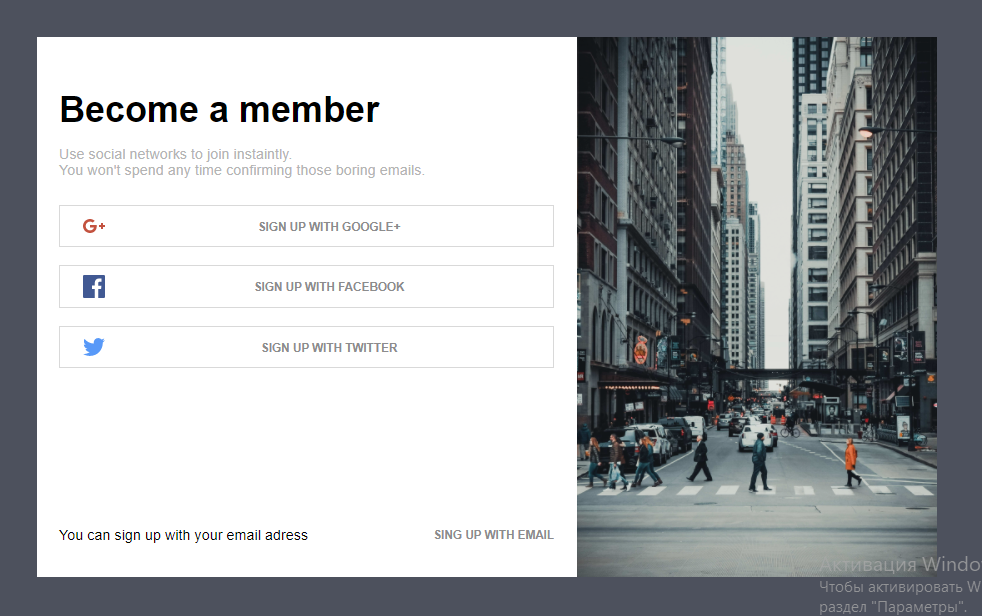 Become a member
Use social networks to join instaintly.
You won't spend any time confirming those boring emails.
G+
SIGN UP WITH GOOGLE+
SIGN UP WITH FACEBOOK
SIGN UP WITH TWITTER
You can sign up with your email adress
SING UP WITH EMAIL
Активация Windo
Чтобы активировать W
раздел "Параметры".